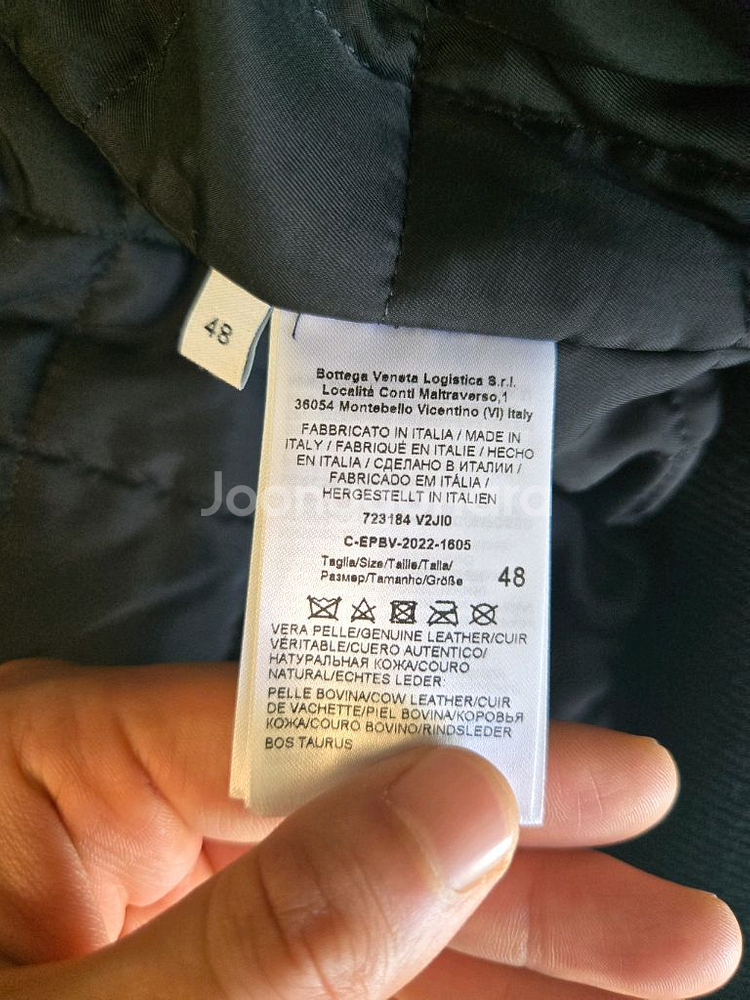 48
Bottega Veneta Logistica S.r.l.
Località Conti Maltraverso,1
36054 Montebello Vicentino (VI) Italy
FABBRICATO IN ITALIA / MADE IN
ITALY / FABRIQUÉ EN ITALIE / HECHO
EN ITALIA / СДЕЛАНО В ИТАЛИИ /
FABRICADO EM ITÁLIA /
HERGESTELLT IN ITALIEN
723184 V2JI0
C-EPBV-2022-1605
Taglia/Size/Taille/Talla/
Размер/Tamanho/Größe 48
VERA PELLE/GENUINE LEATHER/CUIR
VÉRITABLE/CUERO AUTENTICO/
НАТУРАЛЬНАЯ КОЖА/COURO
NATURAL/ECHTES LEDER:
PELLE BOVINA/COW LEATHER/CUIR
DE VACHETTE/PIEL BOVINA/КОРОВЬЯ
КОЖА/COURO BOVINO/RINDSLEDER
BOS TAURUS